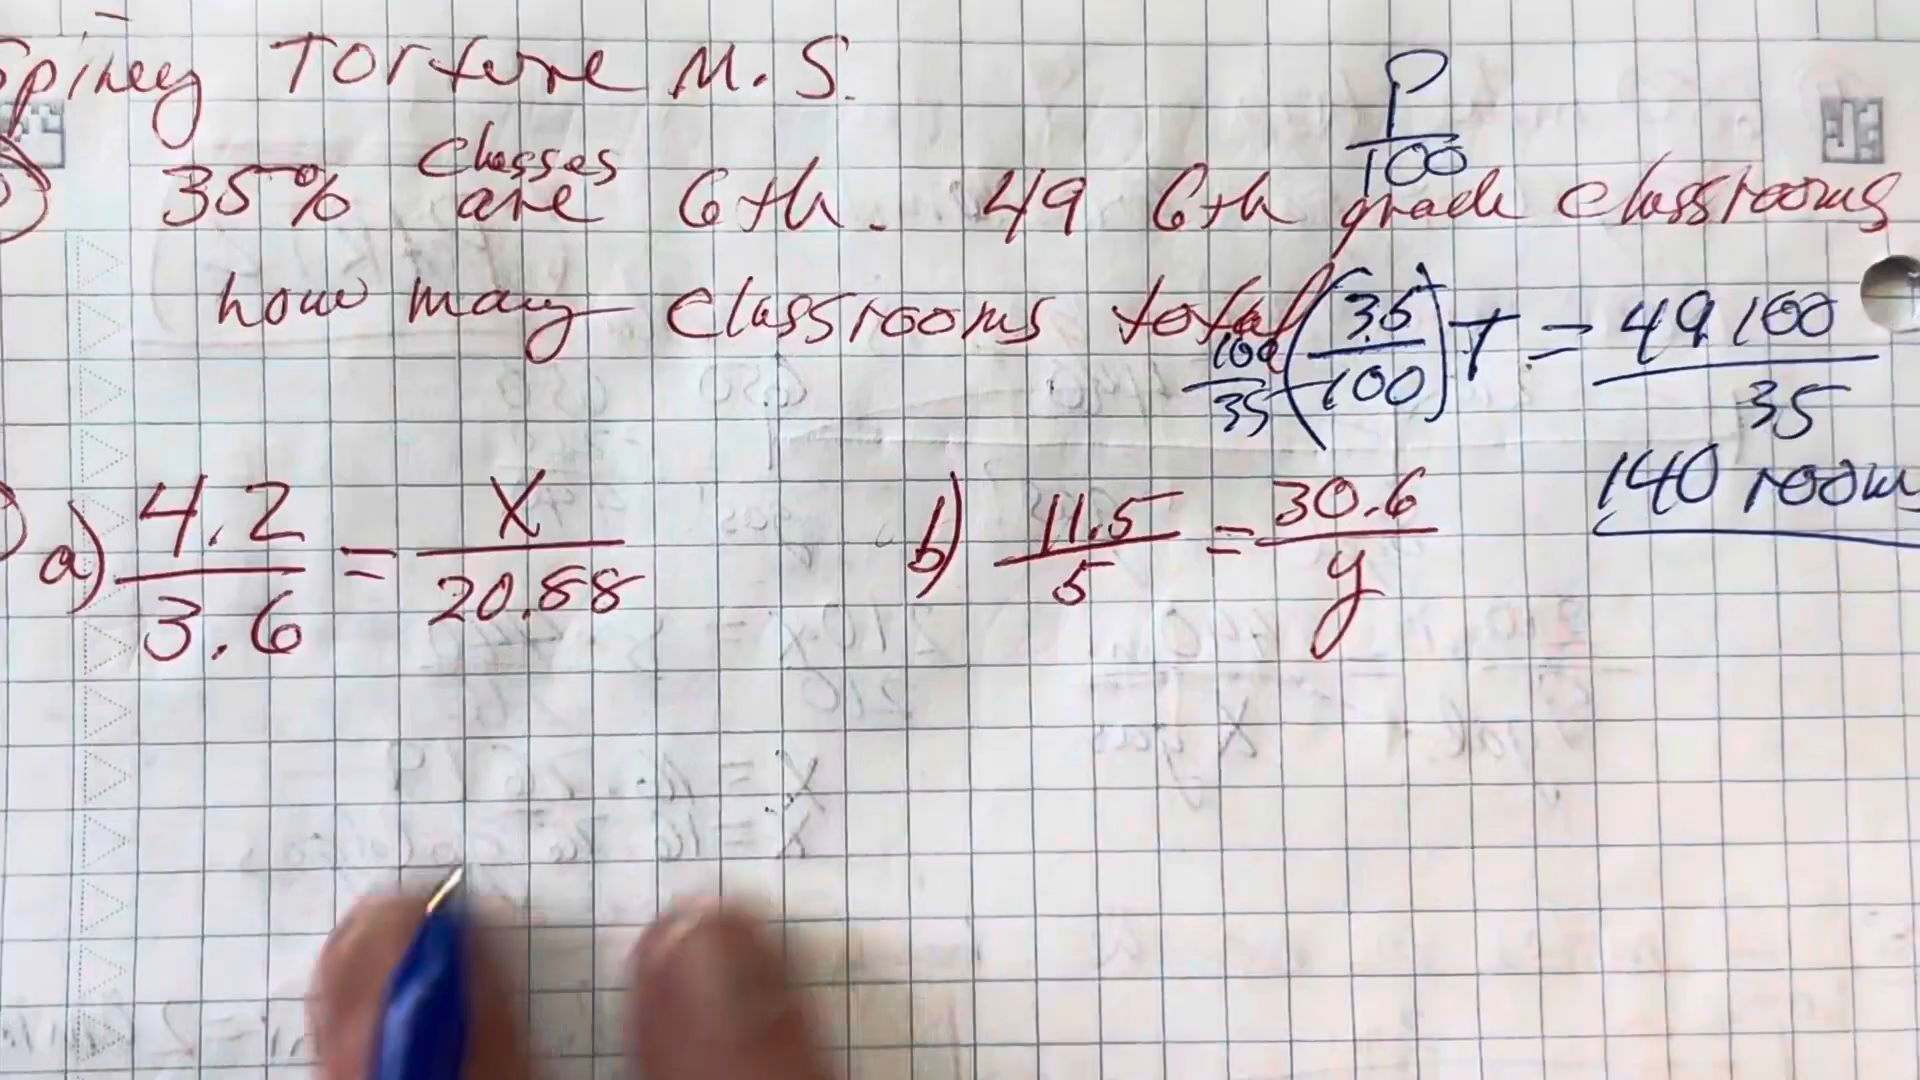 Spiney Torture M.S.
P/100
35% classes are 6th. 49 6th grade classrooms
how many classrooms total
100/35 (35/100) T = 49 100/35
140 rooms
a) 4.2/3.6 = X/20.88
b) 11.5/5 = 30.6/y